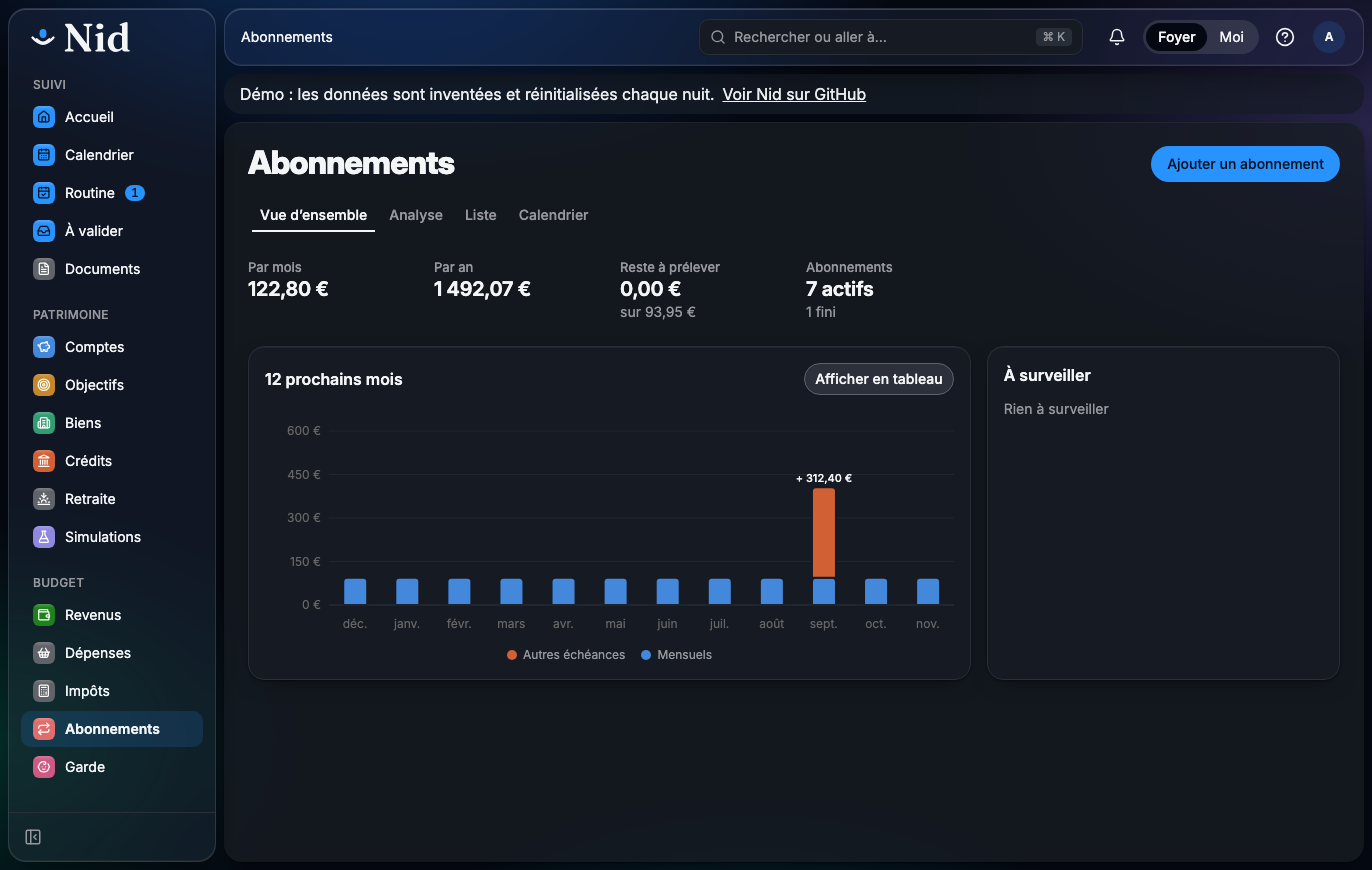 Nid
SUIVI
Accueil
Calendrier
Routine 1
À valider
Documents
PATRIMOINE
Comptes
Objectifs
Biens
Crédits
Retraite
Simulations
BUDGET
Revenus
Dépenses
Impôts
Abonnements
Garde
Abonnements
Rechercher ou aller à...
⌘ K
Foyer
Moi
A
Démo : les données sont inventées et réinitialisées chaque nuit. Voir Nid sur GitHub
Abonnements
Ajouter un abonnement
Vue d’ensemble
Analyse
Liste
Calendrier
Par mois
122,80 €
Par an
1 492,07 €
Reste à prélever
0,00 €
sur 93,95 €
Abonnements
7 actifs
1 fini
12 prochains mois
Afficher en tableau
600 €
450 €
300 €
150 €
0 €
+ 312,40 €
déc.
janv.
févr.
mars
avr.
mai
juin
juil.
août
sept.
oct.
nov.
Autres échéances
Mensuels
À surveiller
Rien à surveiller